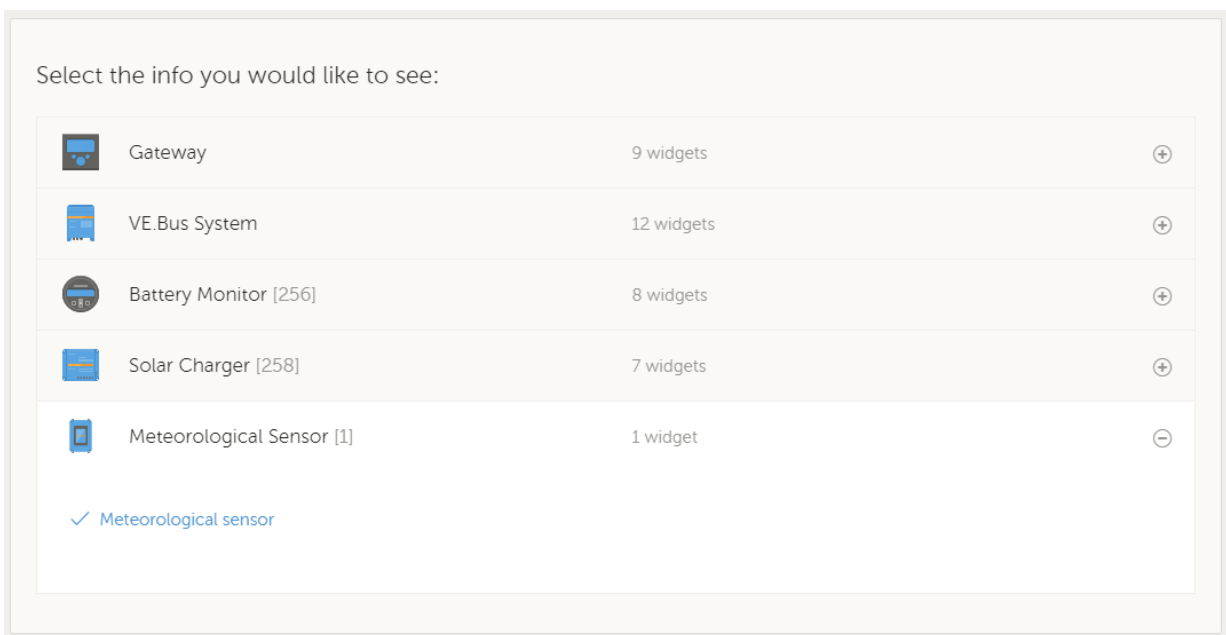 Select the info you would like to see:
Gateway 9 widgets
VE.Bus System 12 widgets
Battery Monitor [256] 8 widgets
Solar Charger [258] 7 widgets
Meteorological Sensor [1] 1 widget
Meteorological sensor